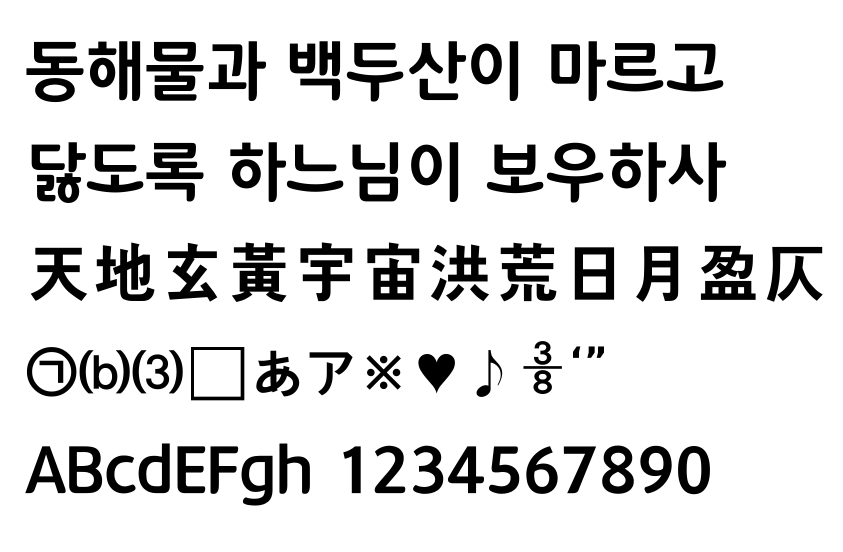 동해물과 백두산이 마르고
닳도록 하느님이 보우하사
天地玄黃宇宙洪荒日月盈仄
㉠⒝⑶□あア※♥♪⅜‘”
ABcdEFgh 1234567890